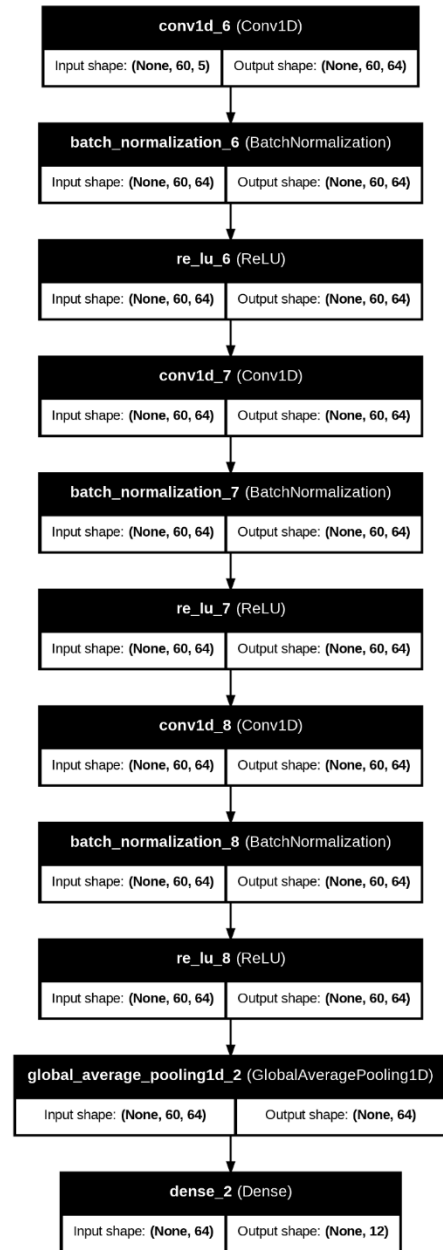 conv1d_6 (Conv1D)
Input shape: (None, 60, 5) Output shape: (None, 60, 64)
batch_normalization_6 (BatchNormalization)
Input shape: (None, 60, 64) Output shape: (None, 60, 64)
re_lu_6 (ReLU)
Input shape: (None, 60, 64) Output shape: (None, 60, 64)
conv1d_7 (Conv1D)
Input shape: (None, 60, 64) Output shape: (None, 60, 64)
batch_normalization_7 (BatchNormalization)
Input shape: (None, 60, 64) Output shape: (None, 60, 64)
re_lu_7 (ReLU)
Input shape: (None, 60, 64) Output shape: (None, 60, 64)
conv1d_8 (Conv1D)
Input shape: (None, 60, 64) Output shape: (None, 60, 64)
batch_normalization_8 (BatchNormalization)
Input shape: (None, 60, 64) Output shape: (None, 60, 64)
re_lu_8 (ReLU)
Input shape: (None, 60, 64) Output shape: (None, 60, 64)
global_average_pooling1d_2 (GlobalAveragePooling1D)
Input shape: (None, 60, 64) Output shape: (None, 64)
dense_2 (Dense)
Input shape: (None, 64) Output shape: (None, 12)